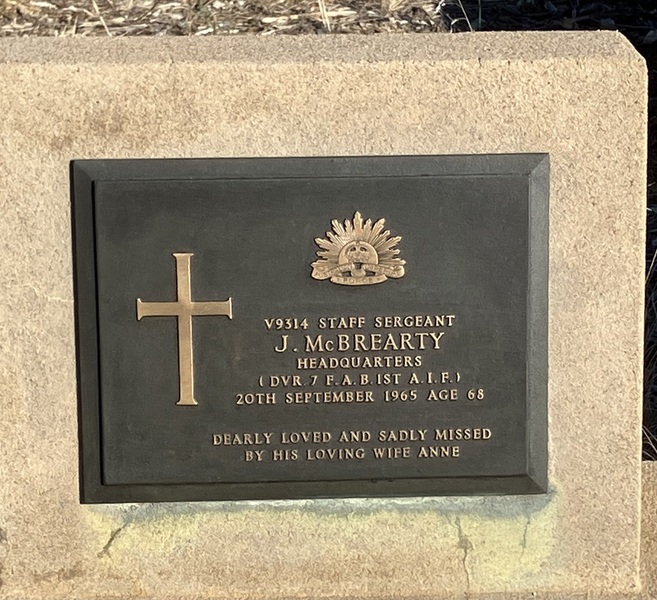 V9314 STAFF SERGEANT
J. McBREARTY
HEADQUARTERS
(DVR. 7 F.A.B. 1ST A.I.F.)
20TH SEPTEMBER 1965 AGE 68
DEARLY LOVED AND SADLY MISSED
BY HIS LOVING WIFE ANNE